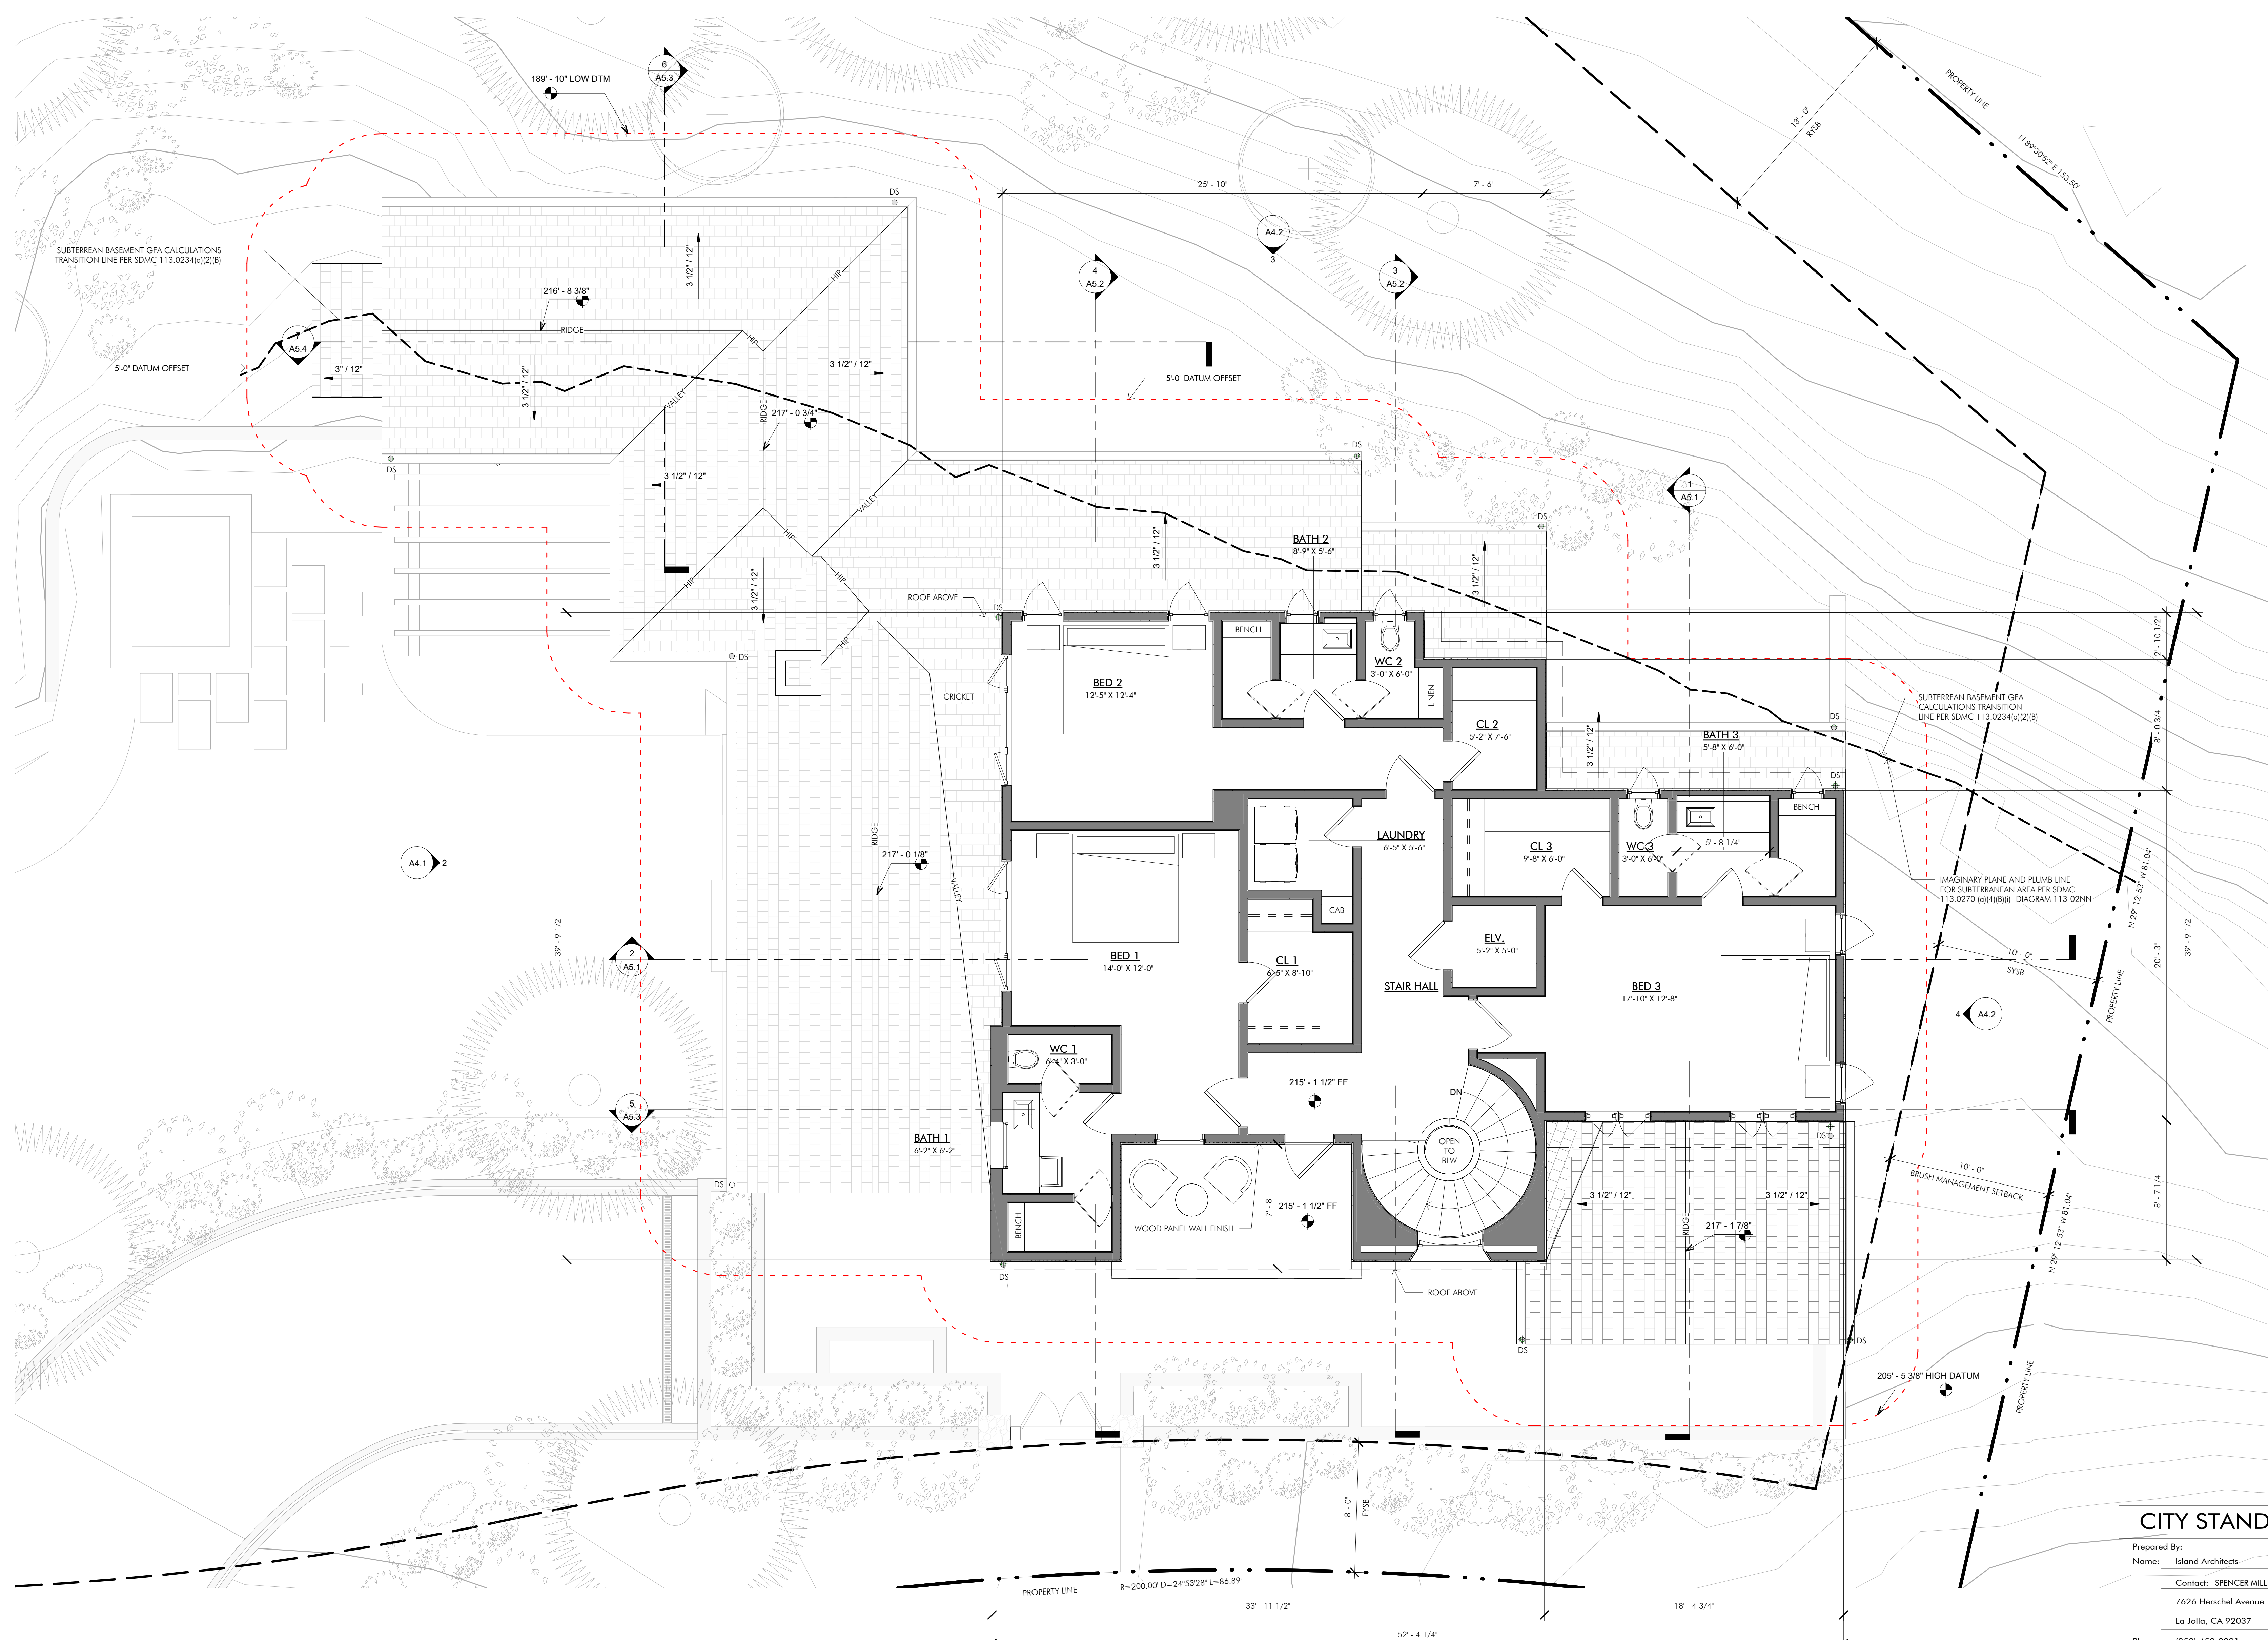 189' - 10" LOW DTM
6
A5.3
PROPERTY LINE
13' - 0"
RYSB
N 89°30'52" E 153.50'
DS
25' - 10"
7' - 6"
A4.2
3
SUBTERREAN BASEMENT GFA CALCULATIONS
TRANSITION LINE PER SDMC 113.0234(a)(2)(B)
3 1/2" / 12"
HIP
4
A5.2
3
A5.2
216' - 8 3/8"
RIDGE
HIP
7
A5.4
5'-0" DATUM OFFSET
3" / 12"
3 1/2" / 12"
3 1/2" / 12"
5'-0" DATUM OFFSET
VALLEY
RIDGE
217' - 0 3/4"
DS
DS
3 1/2" / 12"
1
A5.1
VALLEY
DS
HIP
BATH 2
8'-9" X 5'-6"
3 1/2" / 12"
3 1/2" / 12"
HIP
HIP
3 1/2" / 12"
ROOF ABOVE
DS
BENCH
2' - 10 1/2"
HIP
DS
WC 2
3'-0" X 6'-0"
BED 2
12'-5" X 12'-4"
CRICKET
LINEN
CL 2
5'-2" X 7'-6"
SUBTERREAN BASEMENT GFA
CALCULATIONS TRANSITION
LINE PER SDMC 113.0234(a)(2)(B)
DS
BATH 3
5'-8" X 6'-0"
3 1/2" / 12"
8' - 0 3/4"
DS
BENCH
RIDGE
LAUNDRY
6'-5" X 5'-6"
CL 3
9'-8" X 6'-0"
WC 3
3'-0" X 6'-0"
5' - 8 1/4"
217' - 0 1/8"
A4.1
2
VALLEY
IMAGINARY PLANE AND PLUMB LINE
FOR SUBTERRANEAN AREA PER SDMC
113.0270 (a)(4)(B)(i)- DIAGRAM 113-02NN
N 29° 12' 53" W 81.04'
CAB
39' - 9 1/2"
ELV.
5'-2" X 5'-0"
2
A5.1
BED 1
14'-0" X 12'-0"
CL 1
6'-5" X 8'-10"
10' - 0"
SYSB
20' - 3"
39' - 9 1/2"
STAIR HALL
BED 3
17'-10" X 12'-8"
PROPERTY LINE
4
A4.2
WC 1
6'-4" X 3'-0"
215' - 1 1/2" FF
DN
5
A5.3
BATH 1
6'-2" X 6'-2"
OPEN
TO
BLW
DS
10' - 0"
BRUSH MANAGEMENT SETBACK
DS
7' - 8"
215' - 1 1/2" FF
3 1/2" / 12"
3 1/2" / 12"
8' - 7 1/4"
BENCH
WOOD PANEL WALL FINISH
RIDGE
217' - 1 7/8"
N 29° 12' 53" W 81.04'
DS
ROOF ABOVE
DS
DS
205' - 5 3/8" HIGH DATUM
PROPERTY LINE
8' - 0"
FYSB
CITY STAND
Prepared By:
Name: Island Architects
PROPERTY LINE
R=200.00' D=24°53'28" L=86.89'
Contact: SPENCER MILL
33' - 11 1/2"
18' - 4 3/4"
7626 Herschel Avenue
La Jolla, CA 92037
52' - 4 1/4"